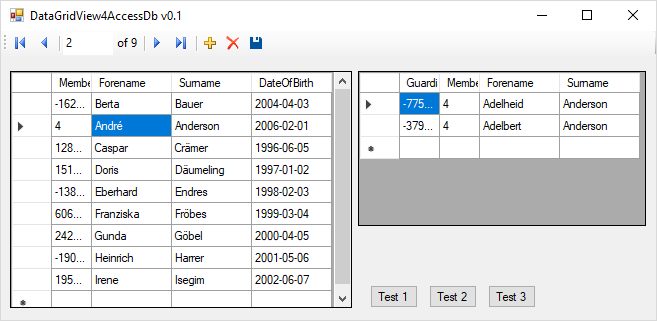 DataGridView4AccessDb v0.1
2 of 9
Membe Forename Surname DateOfBirth
-162... Berta Bauer 2004-04-03
4 André Anderson 2006-02-01
128... Caspar Crämer 1996-06-05
151... Doris Däumeling 1997-01-02
-138... Eberhard Endres 1998-02-03
606... Franziska Fröbes 1999-03-04
242... Gunda Göbel 2000-04-05
-190... Heinrich Harrer 2001-05-06
195... Irene Isegim 2002-06-07
Guardi Membe Forename Surname
-775... 4 Adelheid Anderson
-379... 4 Adelbert Anderson
Test 1 Test 2 Test 3